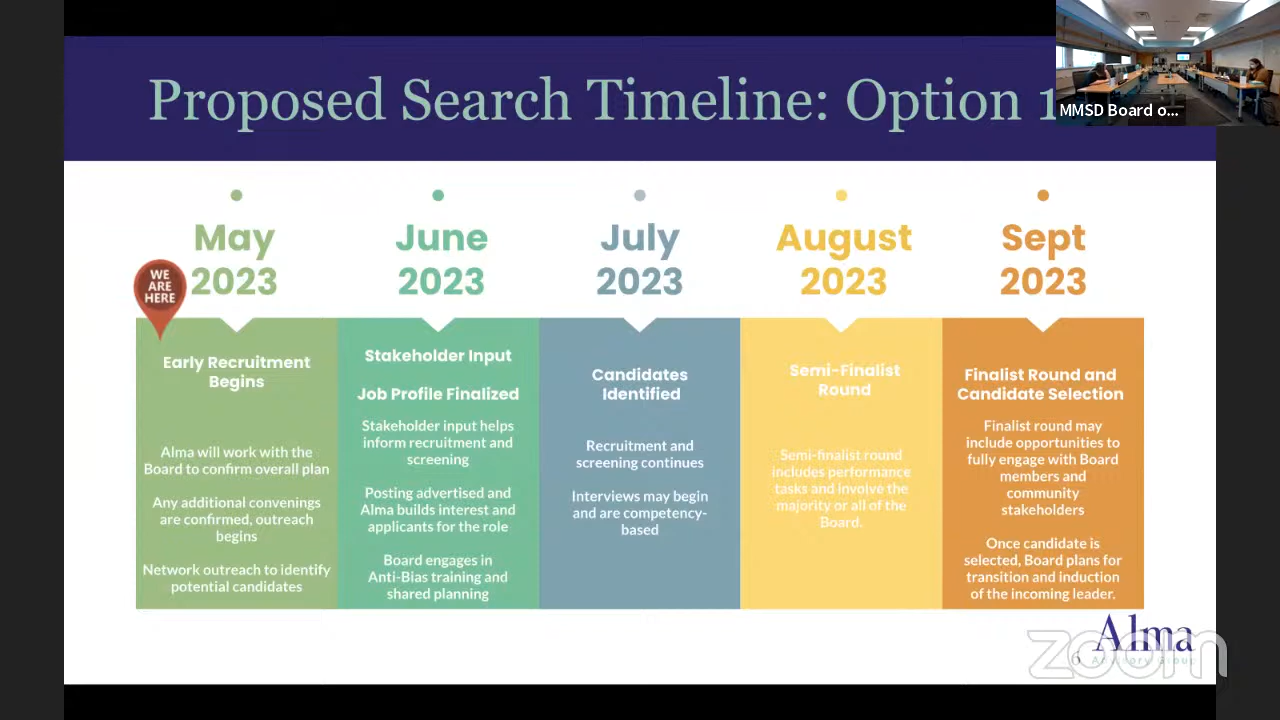 Proposed Search Timeline: Option 1
MMSD Board o...
May
2023
June
2023
July
2023
August
2023
Sept
2023
WE
ARE
HERE
Early Recruitment
Begins
Alma will work with the
Board to confirm overall plan
Any additional convenings
are confirmed, outreach
begins
Network outreach to identify
potential candidates
Stakeholder Input
Job Profile Finalized
Stakeholder input helps
inform recruitment and
screening
Posting advertised and
Alma builds interest and
applicants for the role
Board engages in
Anti-Bias training and
shared planning
Candidates
Identified
Recruitment and
screening continues
Interviews may begin
and are competency-
based
Semi-Finalist
Round
Semi-finalist round
includes performance
tasks and involve the
majority or all of the
Board.
Finalist Round and
Candidate Selection
Finalist round may
include opportunities to
fully engage with Board
members and
community
stakeholders
Once candidate is
selected, Board plans for
transition and induction
of the incoming leader.
Alma
Advisory Group
6
zoom